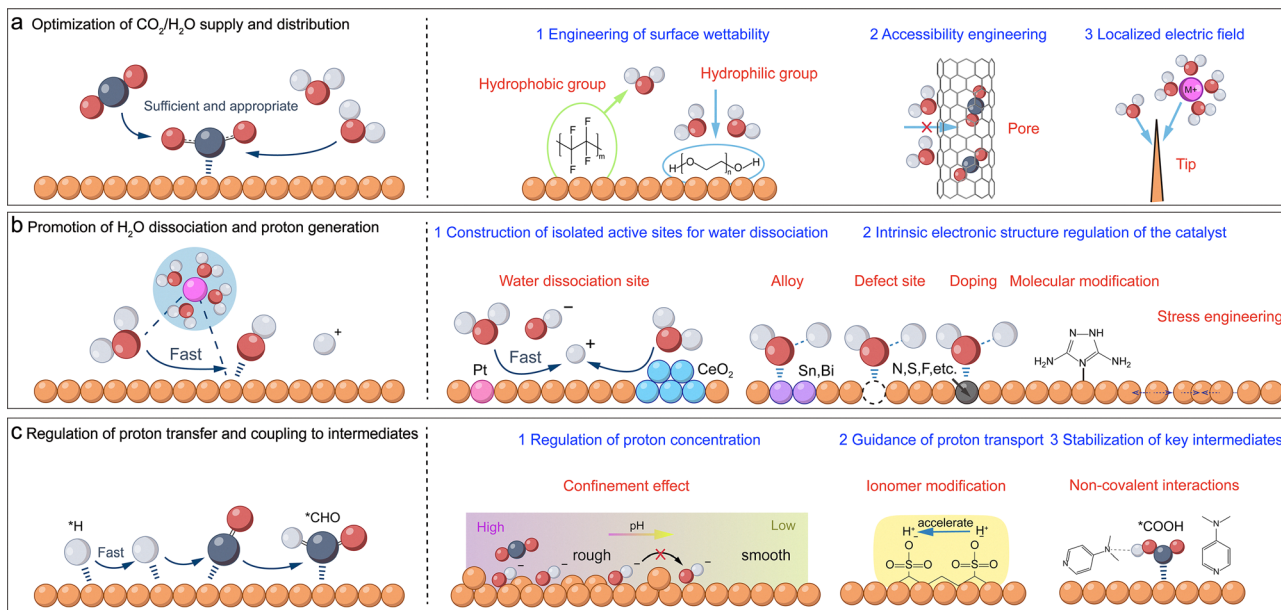 a Optimization of CO2/H2O supply and distribution
Sufficient and appropriate
1 Engineering of surface wettability
Hydrophobic group
Hydrophilic group
F F
F F
m
H O O H
n
2 Accessibility engineering
Pore
3 Localized electric field
M+
Tip
b Promotion of H2O dissociation and proton generation
Fast
+
1 Construction of isolated active sites for water dissociation
Water dissociation site
−
+
Fast
Pt
CeO2
2 Intrinsic electronic structure regulation of the catalyst
Alloy
Defect site
Doping
Molecular modification
Stress engineering
Sn,Bi
N,S,F,etc.
N NH
H2N N NH2
c Regulation of proton transfer and coupling to intermediates
*H
Fast
*CHO
1 Regulation of proton concentration
Confinement effect
High
pH
Low
rough
smooth
− − − −
2 Guidance of proton transport
Ionomer modification
accelerate
H+ H+
O− O−
O=S=O O=S=O
3 Stabilization of key intermediates
Non-covalent interactions
*COOH
N N
N
N